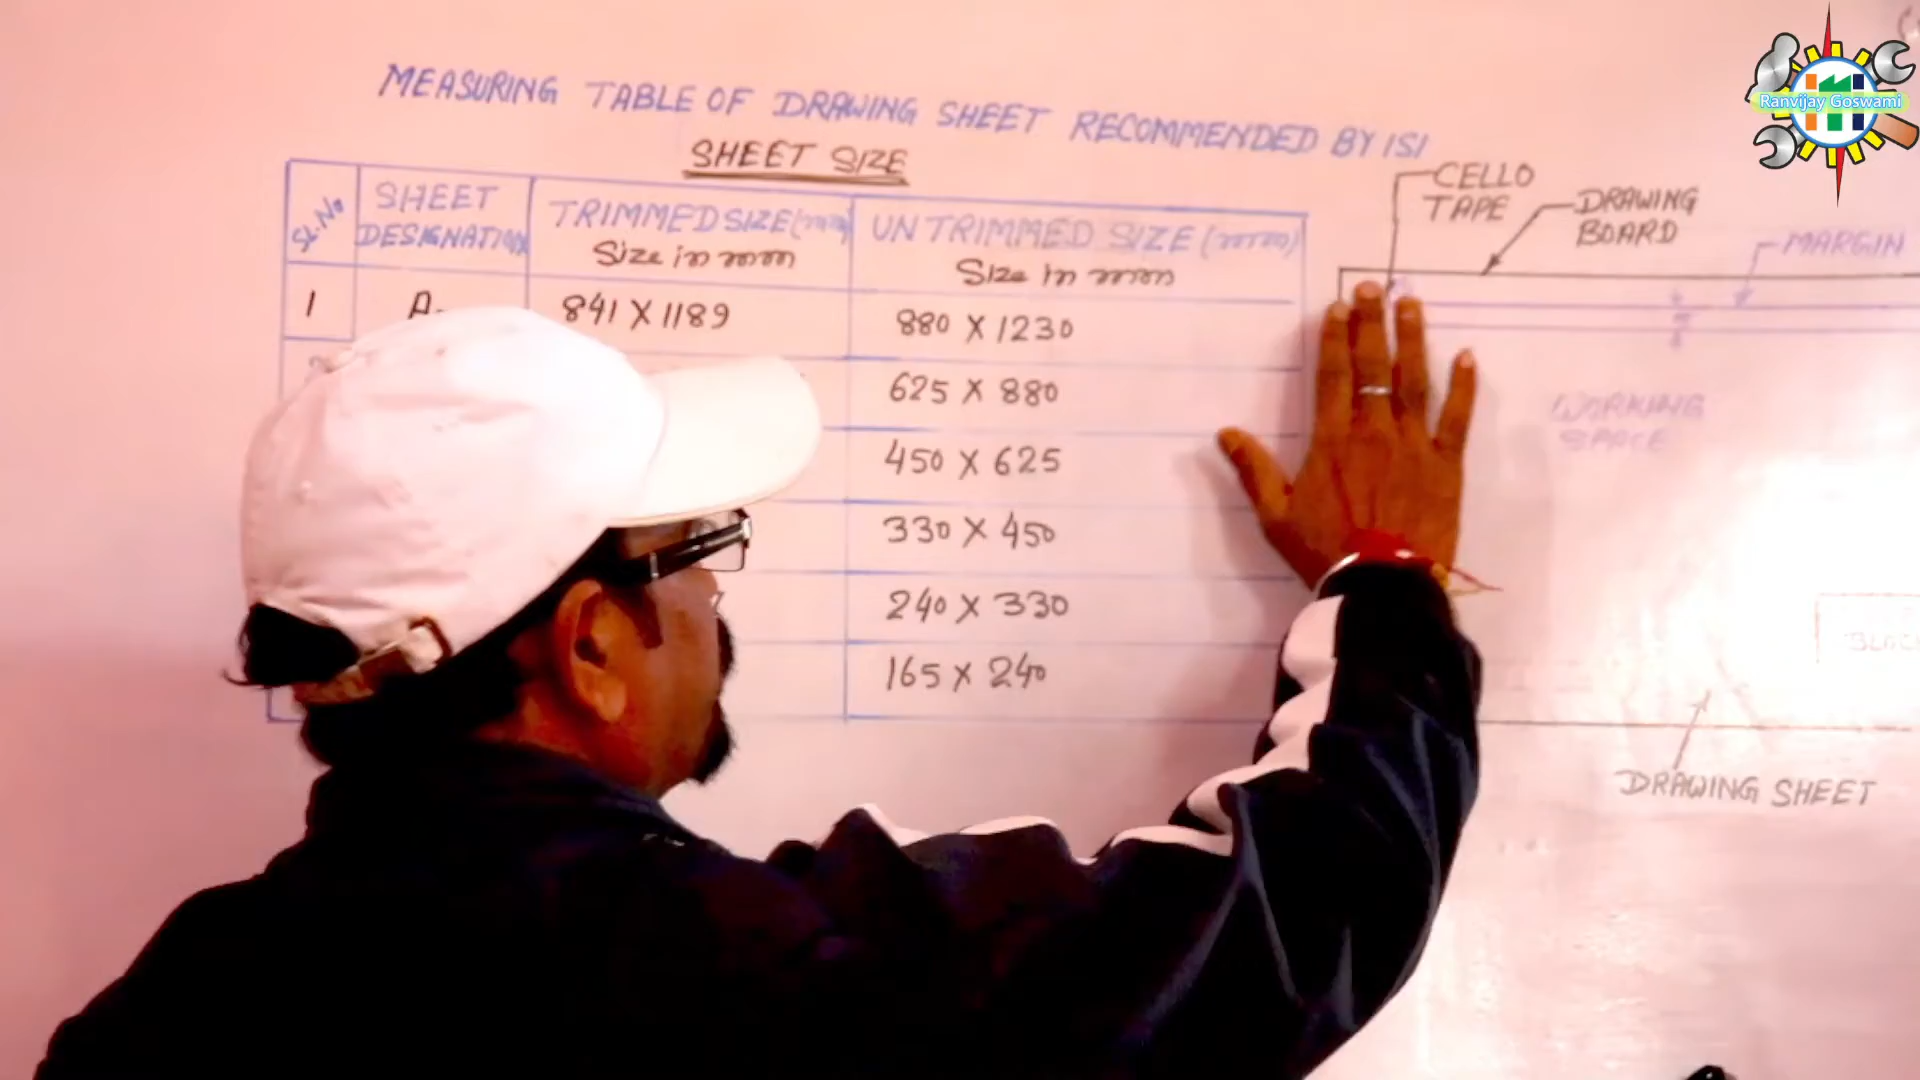 MEASURING TABLE OF DRAWING SHEET RECOMMENDED BY ISI
SHEET SIZE
SL.No
SHEET DESIGNATION
TRIMMED SIZE (mm)
Size in mm
UNTRIMMED SIZE (mm)
Size in mm
1
841 X 1189
880 X 1230
625 X 880
450 X 625
330 X 450
240 X 330
165 X 240
CELLO
TAPE
DRAWING
BOARD
MARGIN
WORKING
SPACE
DRAWING SHEET
Ranvijay Goswami